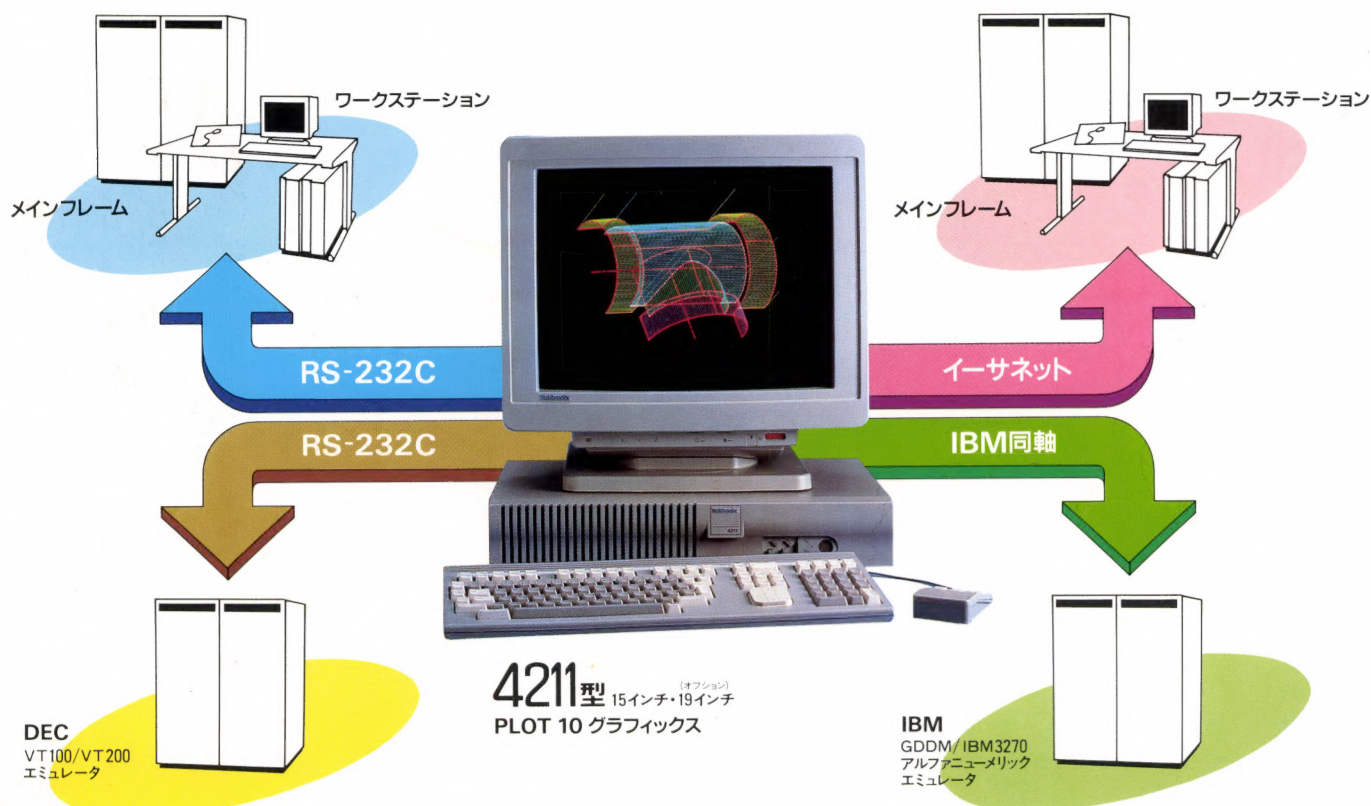 ワークステーション
メインフレーム
ワークステーション
メインフレーム
RS-232C
イーサネット
RS-232C
IBM同軸
Tektronix
Tektronix
4211
4211型 15インチ・19インチ
(オプション)
PLOT 10 グラフィックス
DEC
VT100/VT200
エミュレータ
IBM
GDDM/IBM3270
アルファニューメリック
エミュレータ